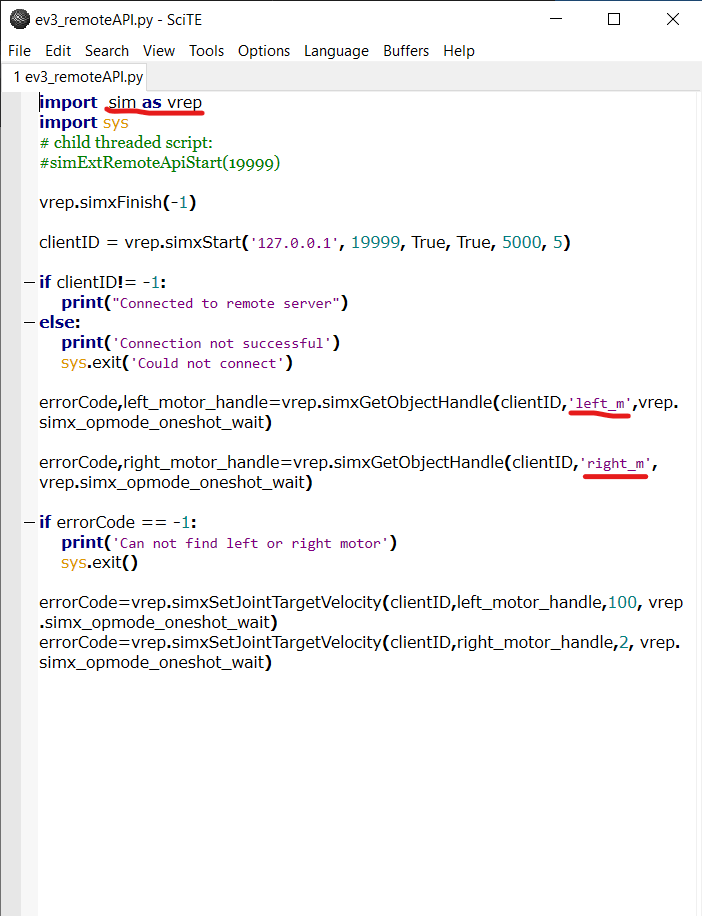 ev3_remoteAPI.py - SciTE
File Edit Search View Tools Options Language Buffers Help
1 ev3_remoteAPI.py
import sim as vrep
import sys
# child threaded script:
#simExtRemoteApiStart(19999)
vrep.simxFinish(-1)
clientID = vrep.simxStart('127.0.0.1', 19999, True, True, 5000, 5)
if clientID!= -1:
print("Connected to remote server")
else:
print('Connection not successful')
sys.exit('Could not connect')
errorCode,left_motor_handle=vrep.simxGetObjectHandle(clientID,'left_m',vrep.
simx_opmode_oneshot_wait)
errorCode,right_motor_handle=vrep.simxGetObjectHandle(clientID,'right_m',
vrep.simx_opmode_oneshot_wait)
if errorCode == -1:
print('Can not find left or right motor')
sys.exit()
errorCode=vrep.simxSetJointTargetVelocity(clientID,left_motor_handle,100, vrep
.simx_opmode_oneshot_wait)
errorCode=vrep.simxSetJointTargetVelocity(clientID,right_motor_handle,2, vrep.
simx_opmode_oneshot_wait)